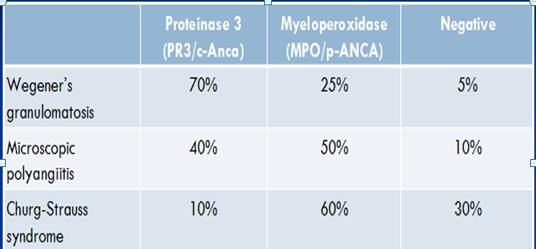 Proteinase 3 Myeloperoxidase Negative
(PR3/c-Anca) (MPO/p-ANCA)
Wegener's 70% 25% 5%
granulomatosis
Microscopic 40% 50% 10%
polyangiitis
Churg-Strauss 10% 60% 30%
syndrome